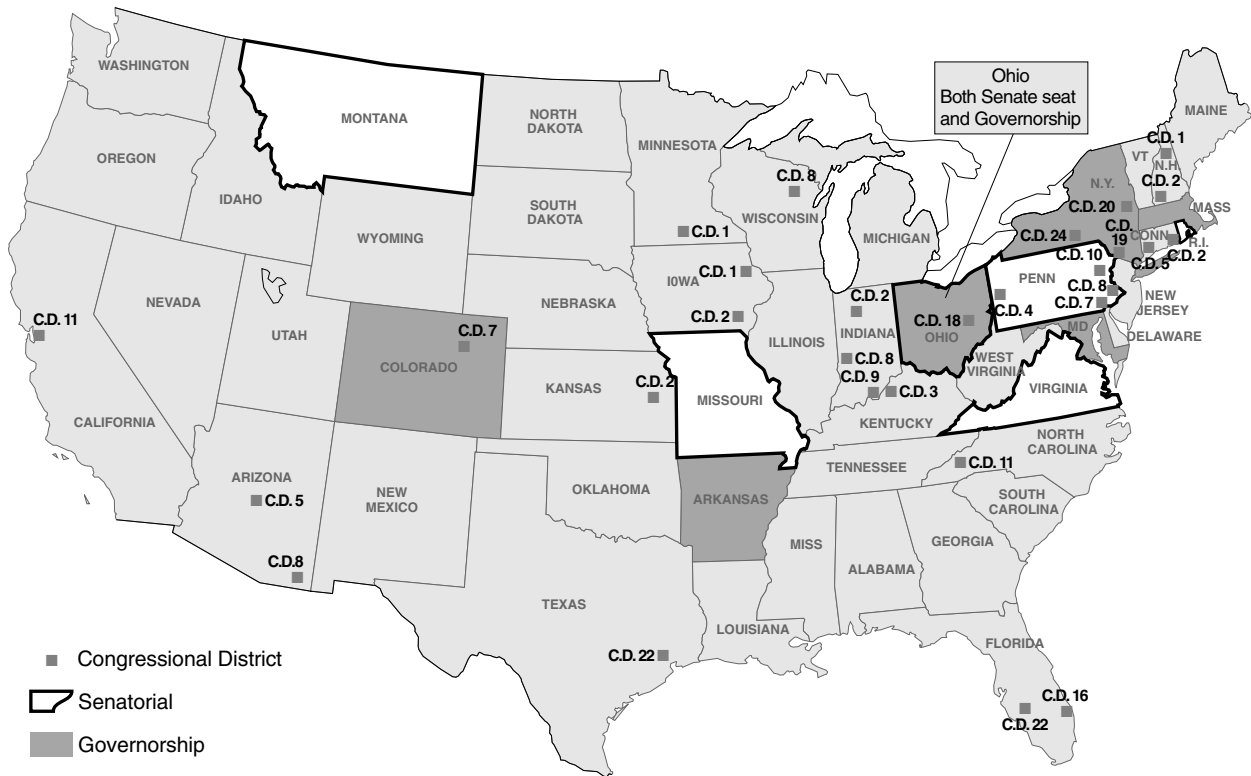 Ohio
Both Senate seat
and Governorship
WASHINGTON
MONTANA
NORTH
DAKOTA
MINNESOTA
MAINE
OREGON
IDAHO
C.D. 8
C.D. 1
VT
N.H.
C.D. 2
N.Y.
SOUTH
DAKOTA
WISCONSIN
MICHIGAN
C.D. 20
MASS
WYOMING
C.D. 1
C.D. 24
C.D.
19
CONN
R.I.
C.D. 2
C.D. 5
IOWA
C.D. 1
C.D. 10
PENN
NEVADA
NEBRASKA
C.D. 2
C.D. 2
C.D. 8
C.D. 7
C.D. 4
NEW
JERSEY
C.D. 11
UTAH
C.D. 7
ILLINOIS
INDIANA
C.D. 18
OHIO
MD
DELAWARE
COLORADO
KANSAS
C.D. 2
MISSOURI
C.D. 8
C.D. 9
C.D. 3
WEST
VIRGINIA
VIRGINIA
CALIFORNIA
KENTUCKY
NORTH
CAROLINA
ARIZONA
C.D. 5
NEW
MEXICO
OKLAHOMA
ARKANSAS
TENNESSEE
C.D. 11
SOUTH
CAROLINA
C.D.8
MISS
ALABAMA
GEORGIA
TEXAS
LOUISIANA
FLORIDA
C.D. 22
C.D. 16
C.D. 22
Congressional District
Senatorial
Governorship